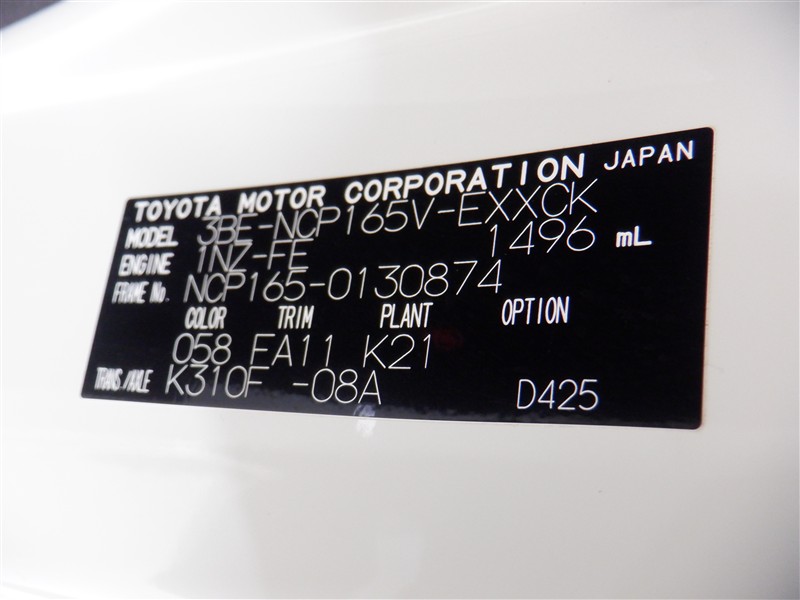 TOYOTA MOTOR CORPORATION JAPAN
MODEL 3BE-NCP165V-EXXCK
ENGINE 1NZ-FE 1496 mL
FRAME No. NCP165-0130874
COLOR TRIM PLANT OPTION
058 FA11 K21
TRANS./AXLE K310F -08A D425